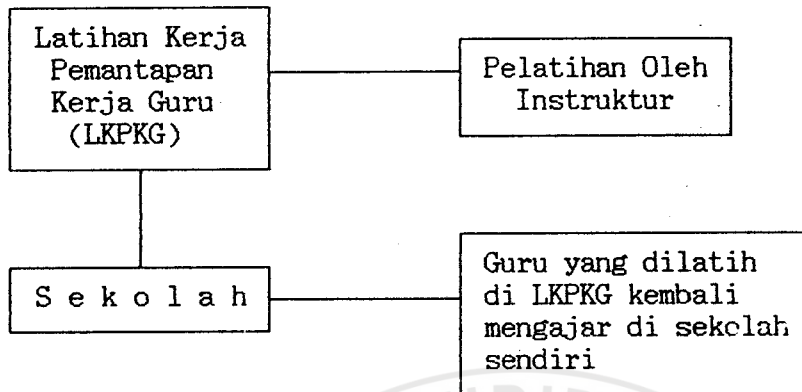 Latihan Kerja
Pemantapan
Kerja Guru
(LKPKG)
Pelatihan Oleh
Instruktur
S e k o l a h
Guru yang dilatih
di LKPKG kembali
mengajar di sekolah
sendiri